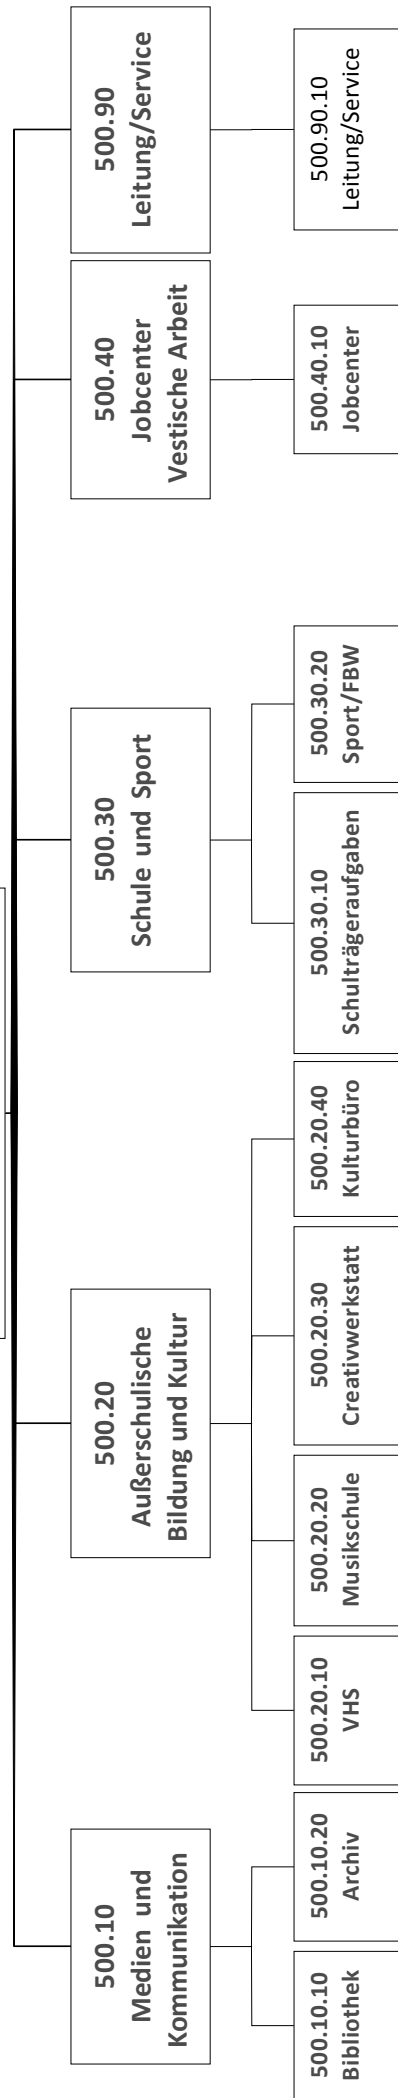 500.10
Medien und
Kommunikation
500.20
Außerschulische
Bildung und Kultur
500.30
Schule und Sport
500.40
Jobcenter
Vestische Arbeit
500.90
Leitung/Service
500.10.10
Bibliothek
500.10.20
Archiv
500.20.10
VHS
500.20.20
Musikschule
500.20.30
Creativwerkstatt
500.20.40
Kulturbüro
500.30.10
Schulträgeraufgaben
500.30.20
Sport/FBW
500.40.10
Jobcenter
500.90.10
Leitung/Service